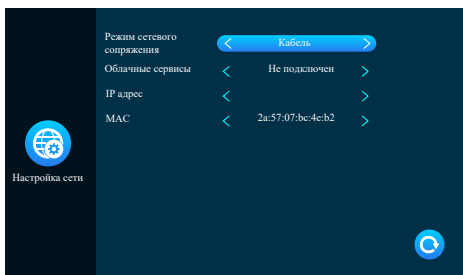 Режим сетевого
сопряжения
Кабель
Облачные сервисы
Не подключен
IP адрес
MAC
2a:57:07:bc:4e:b2
Настройка сети